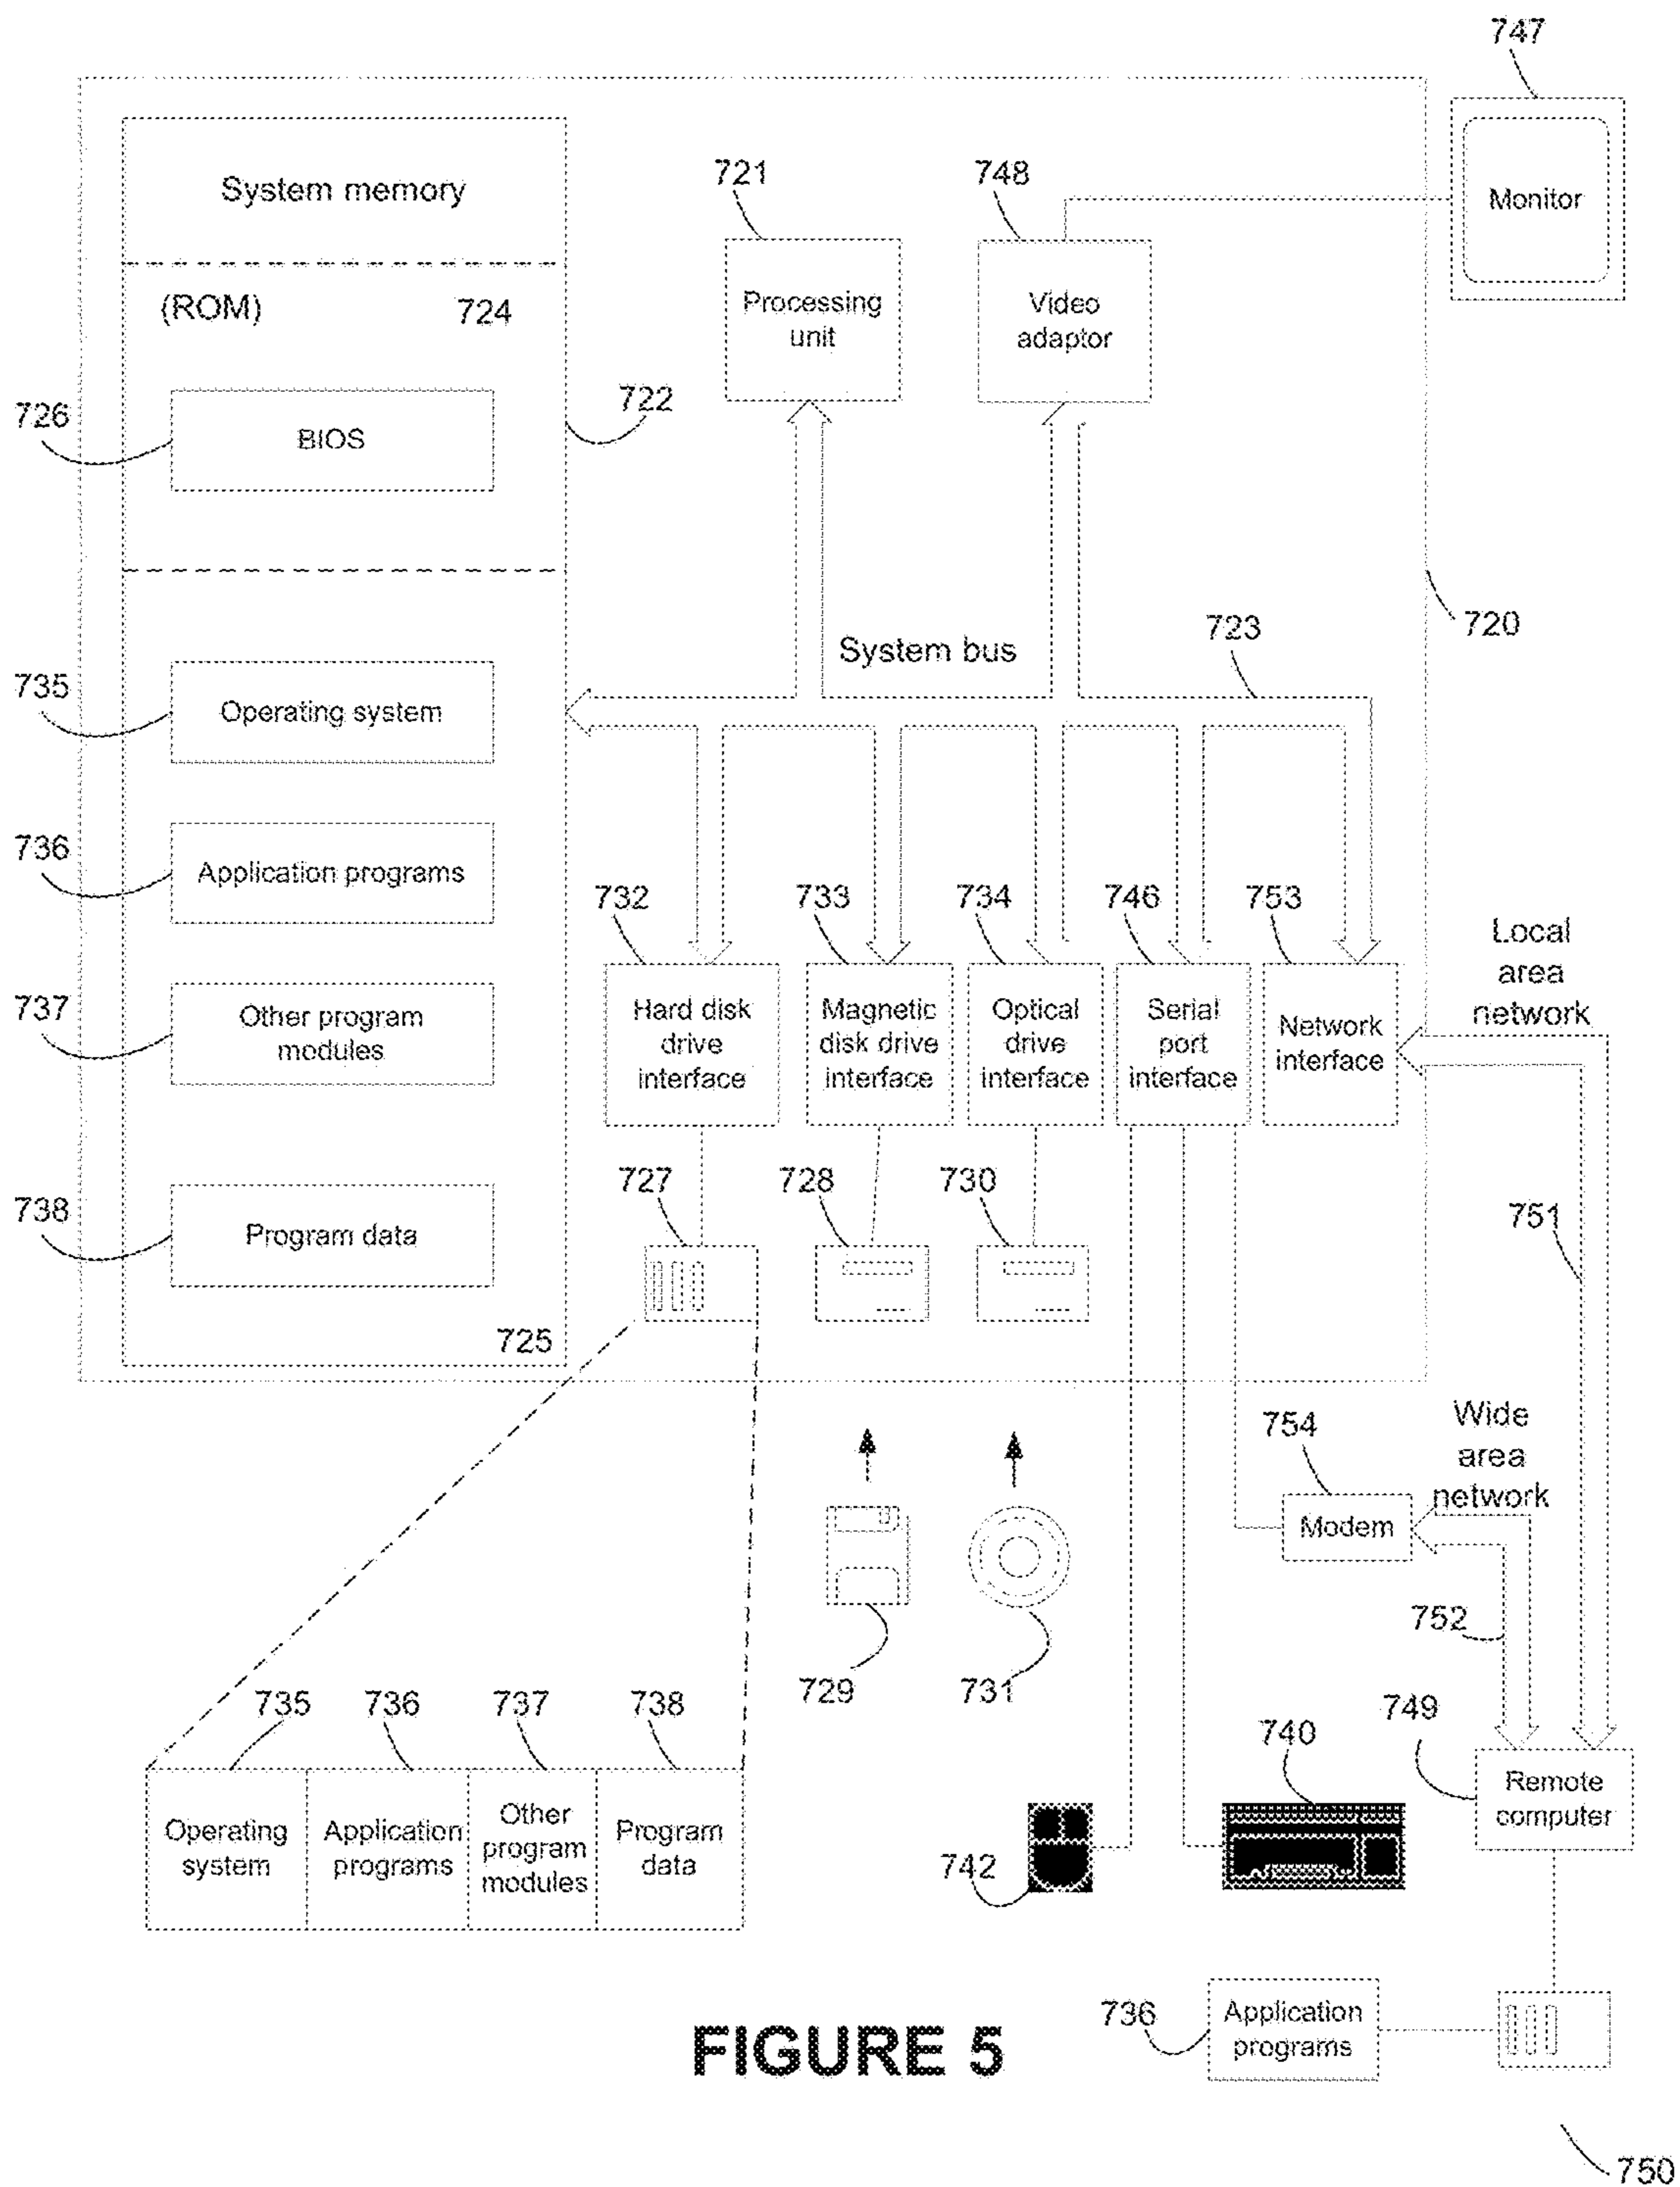 747
721
748
System memory
Monitor
(ROM)
724
Processing
unit
Video
adaptor
726
BIOS
722
723
720
System bus
735
Operating system
736
Application programs
732
733
734
746
753
Local
area
network
737
Other program
modules
Hard disk
drive
interface
Magnetic
disk drive
interface
Optical
drive
interface
Serial
port
interface
Network
interface
727
728
730
751
738
Program data
725
754
Wide
area
network
Modem
752
729
731
735
736
737
738
740
749
Operating
system
Application
programs
Other
program
modules
Program
data
742
Remote
computer
736
Application
programs
FIGURE 5
750